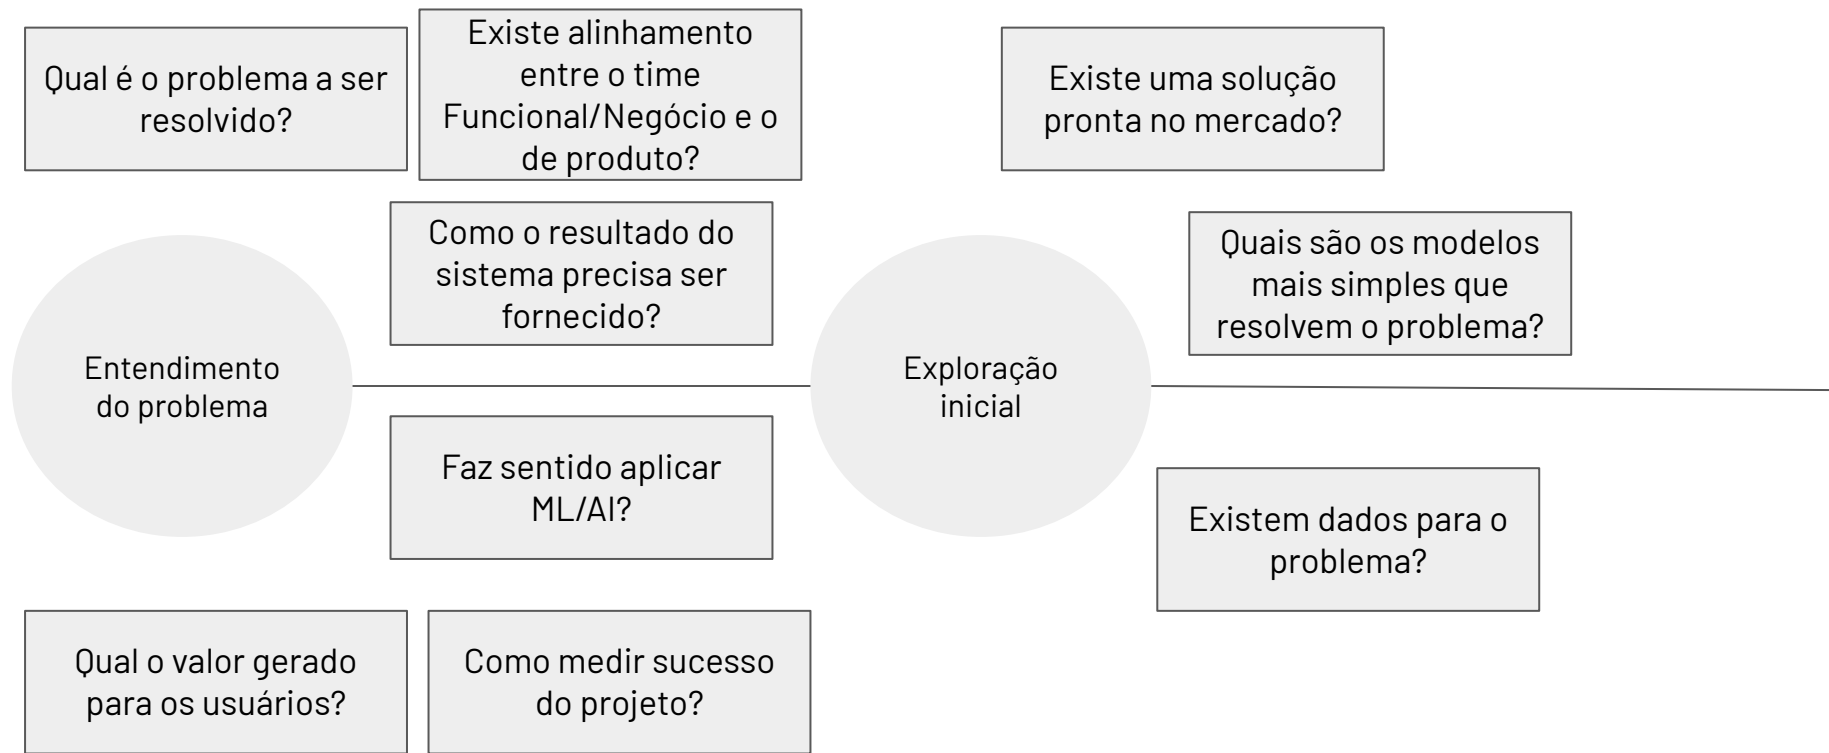 Qual é o problema a ser
resolvido?
Existe alinhamento
entre o time
Funcional/Negócio e o
de produto?
Como o resultado do
sistema precisa ser
fornecido?
Entendimento
do problema
Faz sentido aplicar
ML/AI?
Qual o valor gerado
para os usuários?
Como medir sucesso
do projeto?
Existe uma solução
pronta no mercado?
Quais são os modelos
mais simples que
resolvem o problema?
Exploração
inicial
Existem dados para o
problema?